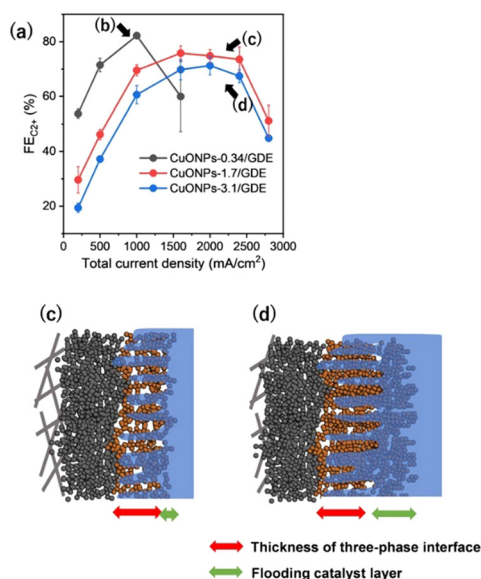 (a)
(b)
(c)
(d)
80
60
40
20
FE_C2+ (%)
CuONPs-0.34/GDE
CuONPs-1.7/GDE
CuONPs-3.1/GDE
0 500 1000 1500 2000 2500 3000
Total current density (mA/cm²)
(c) (d)
Thickness of three-phase interface
Flooding catalyst layer